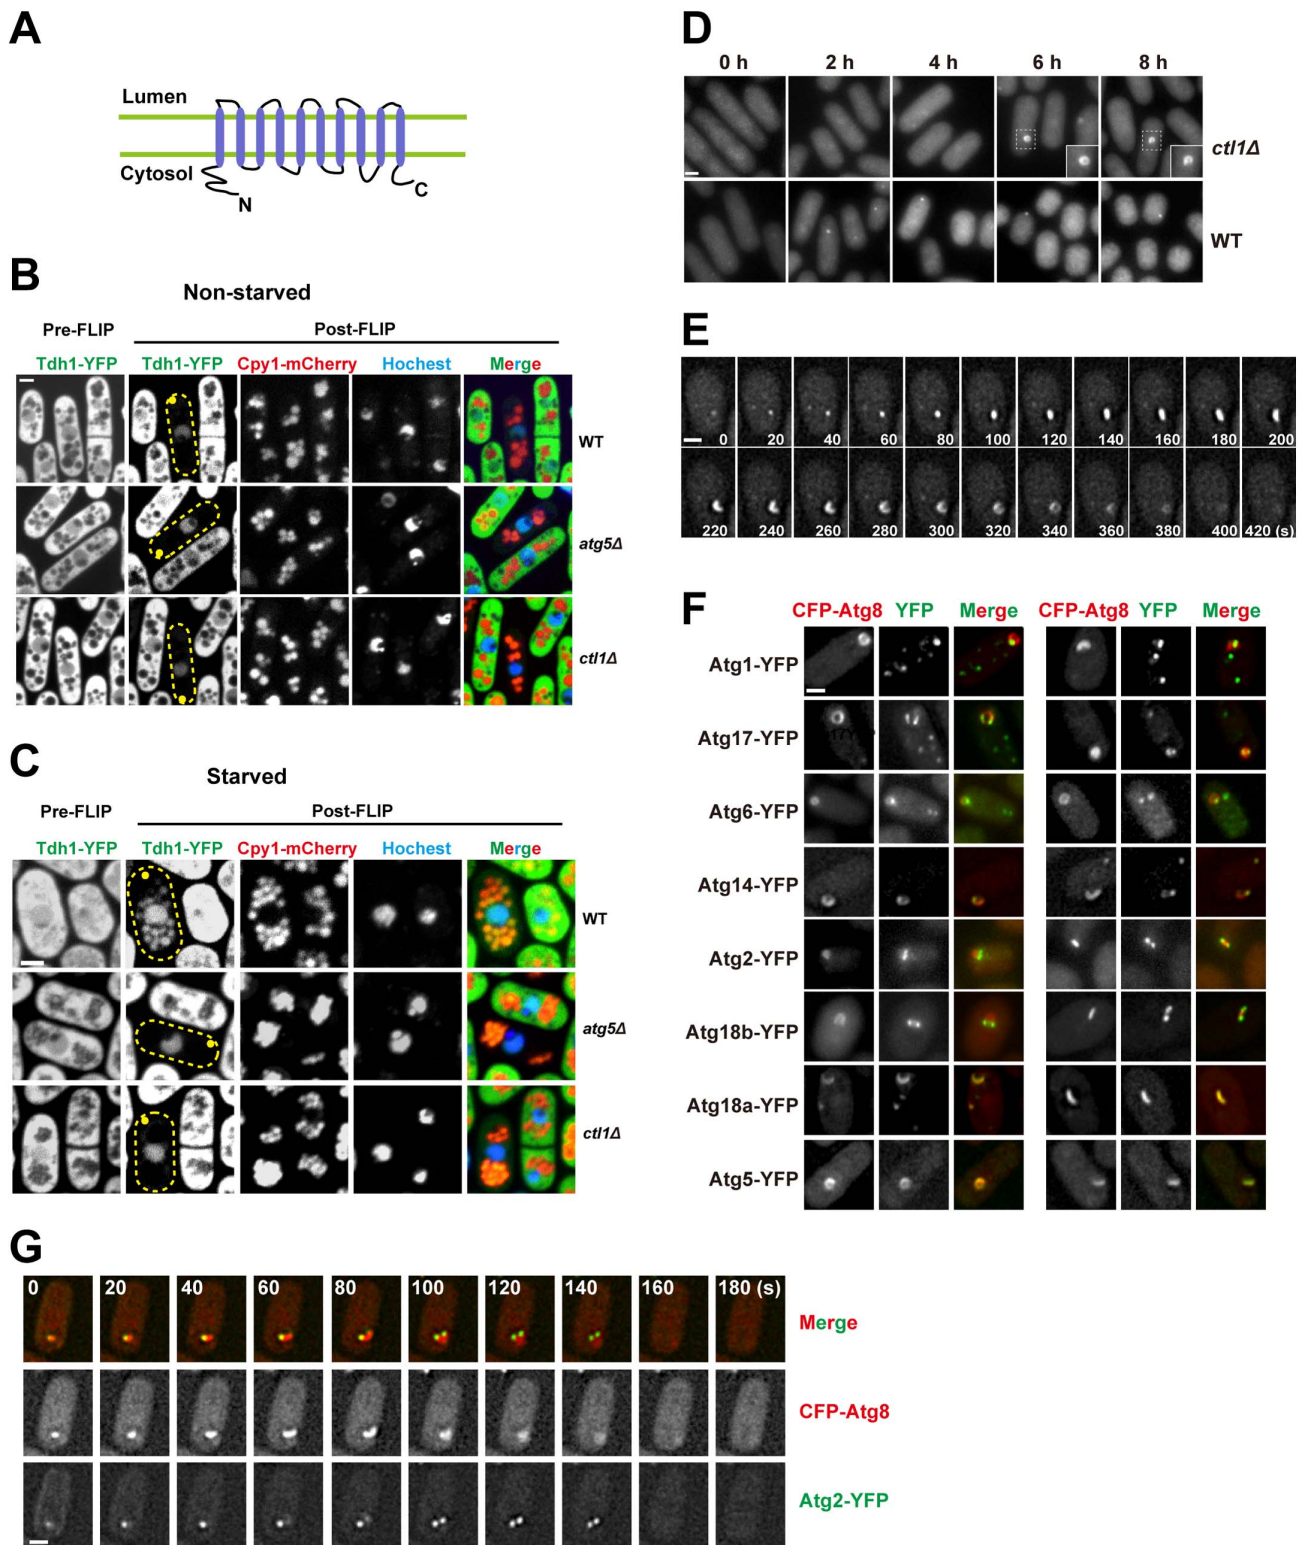 A
Lumen
Cytosol
N
C
B
Non-starved
Pre-FLIP
Post-FLIP
Tdh1-YFP
Tdh1-YFP
Cpy1-mCherry
Hochest
Merge
WT
atg5Δ
ctl1Δ
C
Starved
Pre-FLIP
Post-FLIP
Tdh1-YFP
Tdh1-YFP
Cpy1-mCherry
Hochest
Merge
WT
atg5Δ
ctl1Δ
D
0 h
2 h
4 h
6 h
8 h
ctl1Δ
WT
E
0
20
40
60
80
100
120
140
160
180
200
220
240
260
280
300
320
340
360
380
400
420 (s)
F
CFP-Atg8
YFP
Merge
CFP-Atg8
YFP
Merge
Atg1-YFP
Atg17-YFP
Atg6-YFP
Atg14-YFP
Atg2-YFP
Atg18b-YFP
Atg18a-YFP
Atg5-YFP
G
0
20
40
60
80
100
120
140
160
180 (s)
Merge
CFP-Atg8
Atg2-YFP